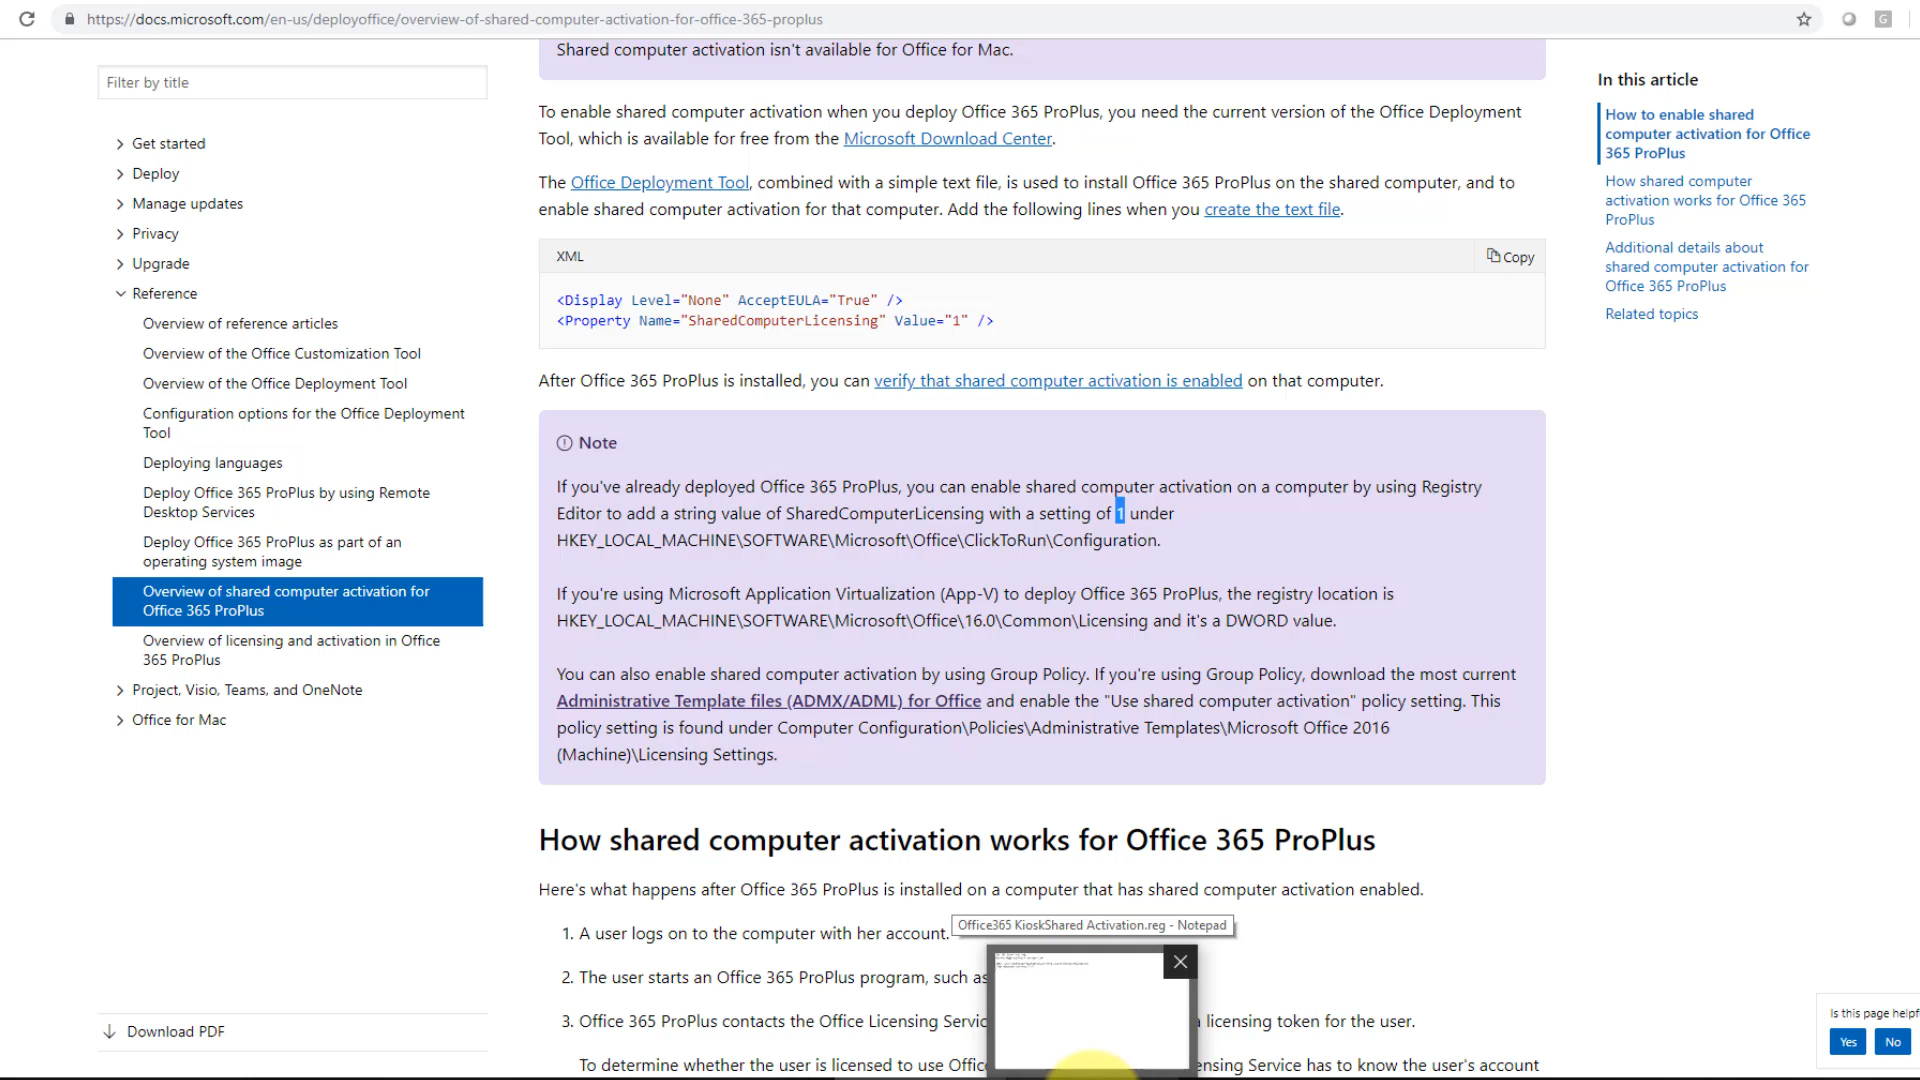 https://docs.microsoft.com/en-us/deployoffice/overview-of-shared-computer-activation-for-office-365-proplus
G
Filter by title
Get started
Deploy
Manage updates
Privacy
Upgrade
Reference
Overview of reference articles
Overview of the Office Customization Tool
Overview of the Office Deployment Tool
Configuration options for the Office Deployment
Tool
Deploying languages
Deploy Office 365 ProPlus by using Remote
Desktop Services
Deploy Office 365 ProPlus as part of an
operating system image
Overview of shared computer activation for
Office 365 ProPlus
Overview of licensing and activation in Office
365 ProPlus
Project, Visio, Teams, and OneNote
Office for Mac
Download PDF
Shared computer activation isn't available for Office for Mac.
To enable shared computer activation when you deploy Office 365 ProPlus, you need the current version of the Office Deployment
Tool, which is available for free from the Microsoft Download Center.
The Office Deployment Tool, combined with a simple text file, is used to install Office 365 ProPlus on the shared computer, and to
enable shared computer activation for that computer. Add the following lines when you create the text file.
XML
Copy
<Display Level="None" AcceptEULA="True" />
<Property Name="SharedComputerLicensing" Value="1" />
After Office 365 ProPlus is installed, you can verify that shared computer activation is enabled on that computer.
Note
If you've already deployed Office 365 ProPlus, you can enable shared computer activation on a computer by using Registry
Editor to add a string value of SharedComputerLicensing with a setting of 1 under
HKEY_LOCAL_MACHINE\SOFTWARE\Microsoft\Office\ClickToRun\Configuration.
If you're using Microsoft Application Virtualization (App-V) to deploy Office 365 ProPlus, the registry location is
HKEY_LOCAL_MACHINE\SOFTWARE\Microsoft\Office\16.0\Common\Licensing and it's a DWORD value.
You can also enable shared computer activation by using Group Policy. If you're using Group Policy, download the most current
Administrative Template files (ADMX/ADML) for Office and enable the "Use shared computer activation" policy setting. This
policy setting is found under Computer Configuration\Policies\Administrative Templates\Microsoft Office 2016
(Machine)\Licensing Settings.
How shared computer activation works for Office 365 ProPlus
Here's what happens after Office 365 ProPlus is installed on a computer that has shared computer activation enabled.
1. A user logs on to the computer with her account.
Office365 KioskShared Activation.reg - Notepad
2. The user starts an Office 365 ProPlus program, such as
3. Office 365 ProPlus contacts the Office Licensing Servic a licensing token for the user.
To determine whether the user is licensed to use Offic ensing Service has to know the user's account
In this article
How to enable shared
computer activation for Office
365 ProPlus
How shared computer
activation works for Office 365
ProPlus
Additional details about
shared computer activation for
Office 365 ProPlus
Related topics
Is this page helpf
Yes
No